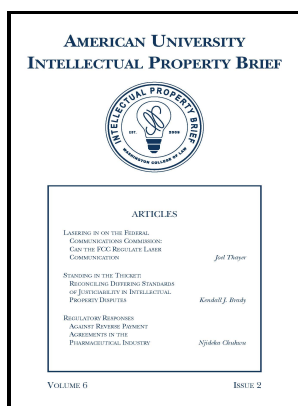 AMERICAN UNIVERSITY
INTELLECTUAL PROPERTY BRIEF
INTELLECTUAL PROPERTY BRIEF
EST. 2009
WASHINGTON COLLEGE OF LAW
ARTICLES
LASERING IN ON THE FEDERAL
COMMUNICATIONS COMMISSION:
CAN THE FCC REGULATE LASER
COMMUNICATION Joel Thayer
STANDING IN THE THICKET:
RECONCILING DIFFERING STANDARDS
OF JUSTICIABILITY IN INTELLECTUAL
PROPERTY DISPUTES Kendall J. Brady
REGULATORY RESPONSES
AGAINST REVERSE PAYMENT
AGREEMENTS IN THE
PHARMACEUTICAL INDUSTRY Njideka Chukwu
VOLUME 6 ISSUE 2